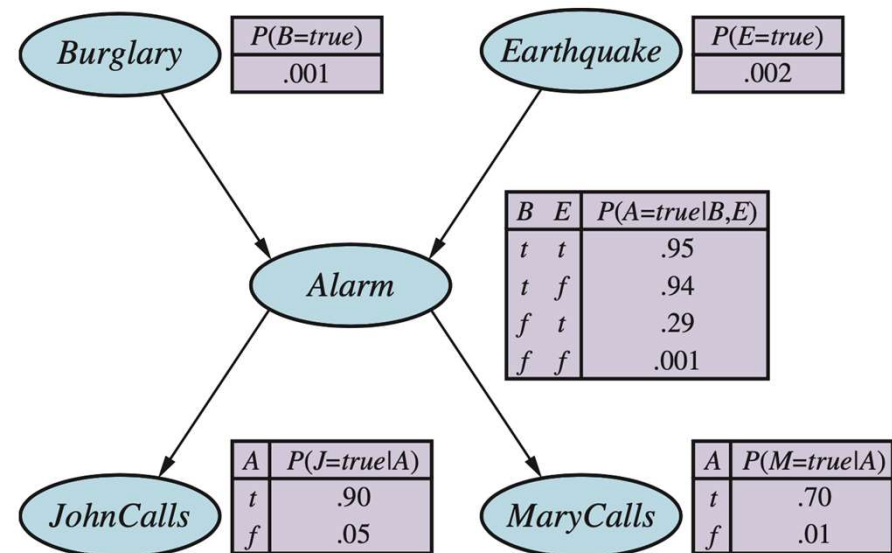 Burglary
P(B=true)
.001
Earthquake
P(E=true)
.002
B E P(A=true|B,E)
t t .95
t f .94
f t .29
f f .001
Alarm
JohnCalls
A P(J=true|A)
t .90
f .05
MaryCalls
A P(M=true|A)
t .70
f .01